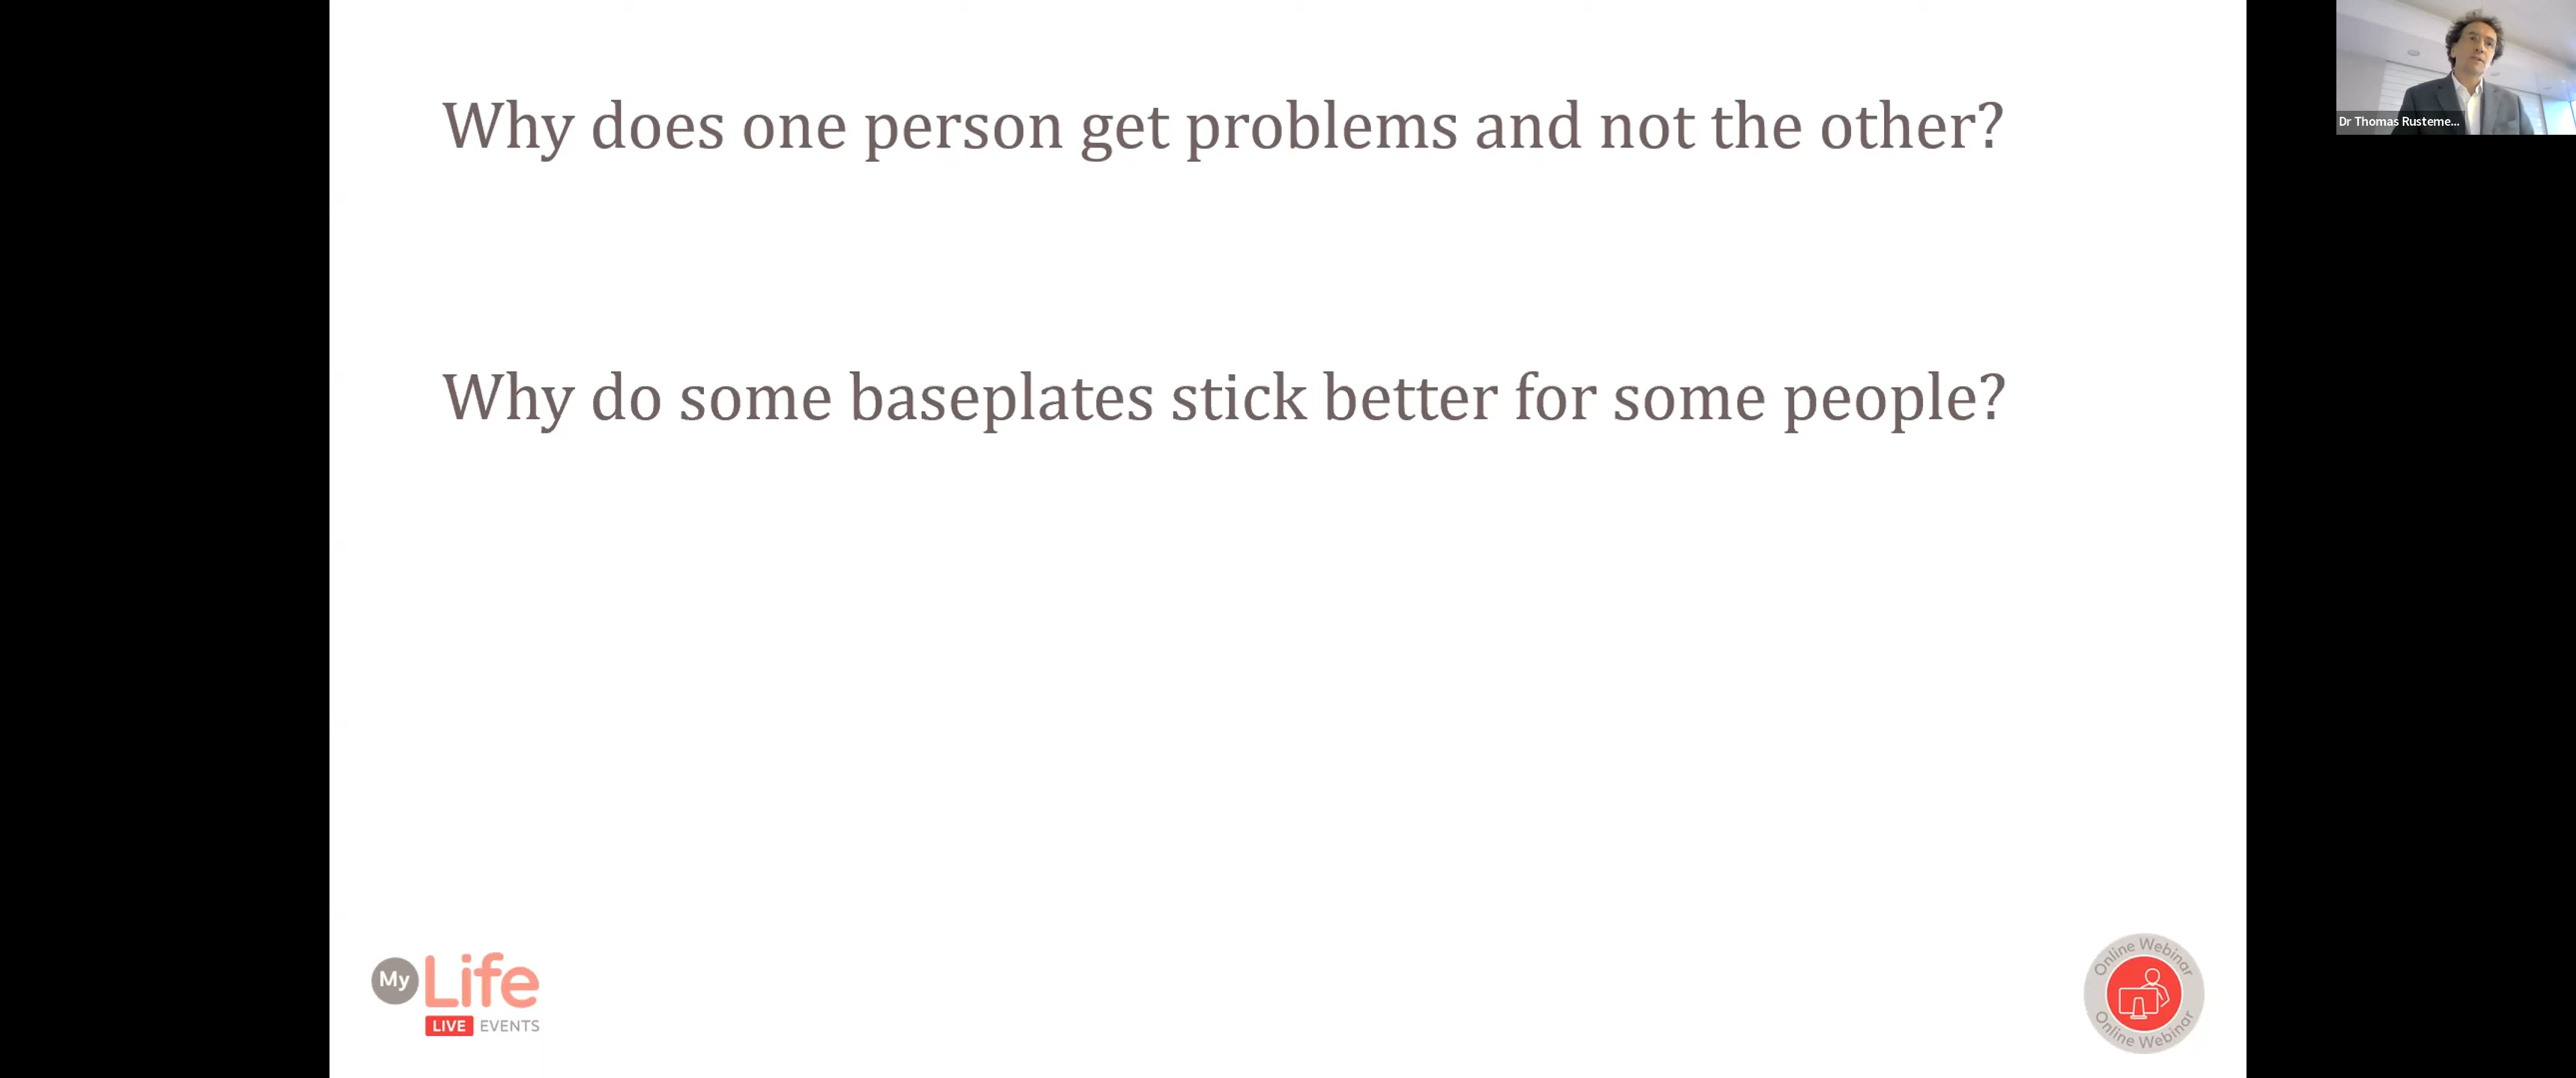 Why does one person get problems and not the other?
Dr Thomas Rusteme...
Why do some baseplates stick better for some people?
My Life
LIVE EVENTS
Online Webinar
Online Webinar